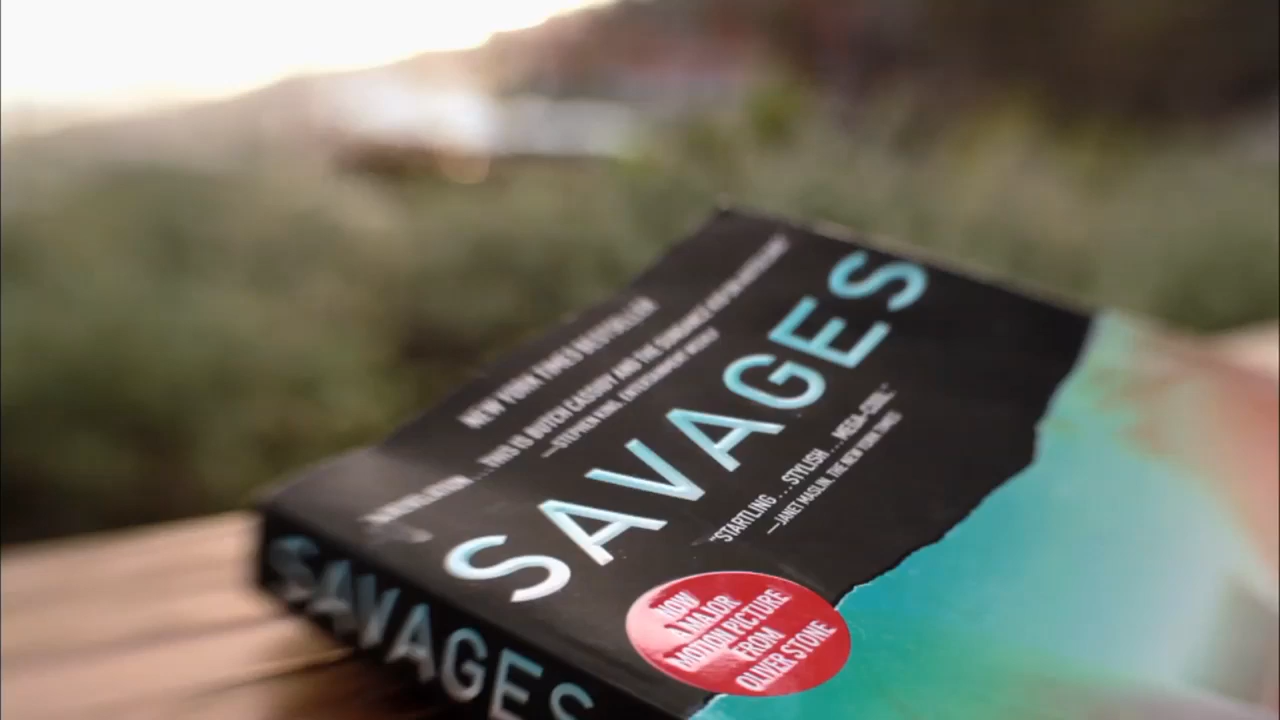 NEW YORK TIMES BESTSELLER
THIS IS BUTCH CASSIDY AND THE SUNDANCE
—STEPHEN KING, ENTERTAINMENT WEEKLY
SAVAGES
"STARTLING . . . STYLISH . . . MEGA-COOL."
—JANET MASLIN, THE NEW YORK TIMES
NOW
A MAJOR
MOTION PICTURE
FROM
OLIVER STONE
SAVAGES